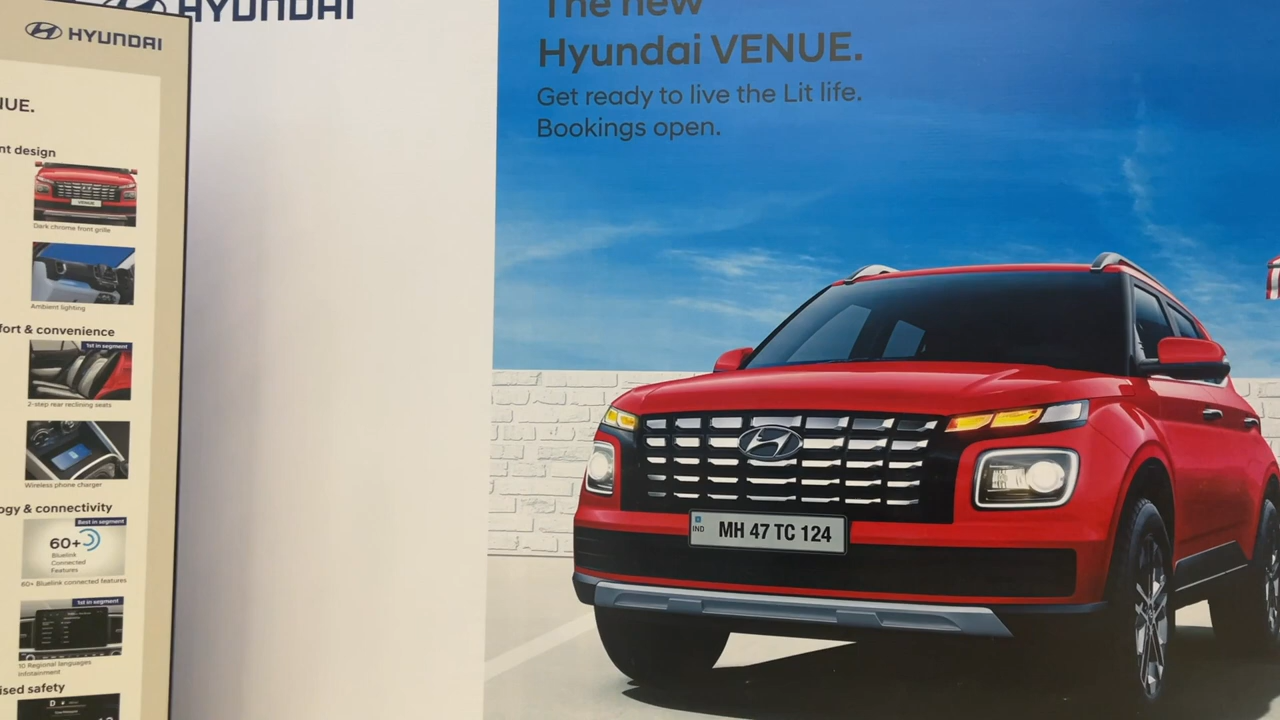 HYUNDAI
HYUNDAI
UE.
nt design
VENUE
Dark chrome front grille
Ambient lighting
fort & convenience
1st in segment
2-step rear reclining seats
Wireless phone charger
ogy & connectivity
Best in segment
60+
Bluelink
Connected
Features
60+ Bluelink connected features
1st in segment
10 Regional languages
infotainment
ised safety
D
The new
Hyundai VENUE.
Get ready to live the Lit life.
Bookings open.
IND
MH 47 TC 124